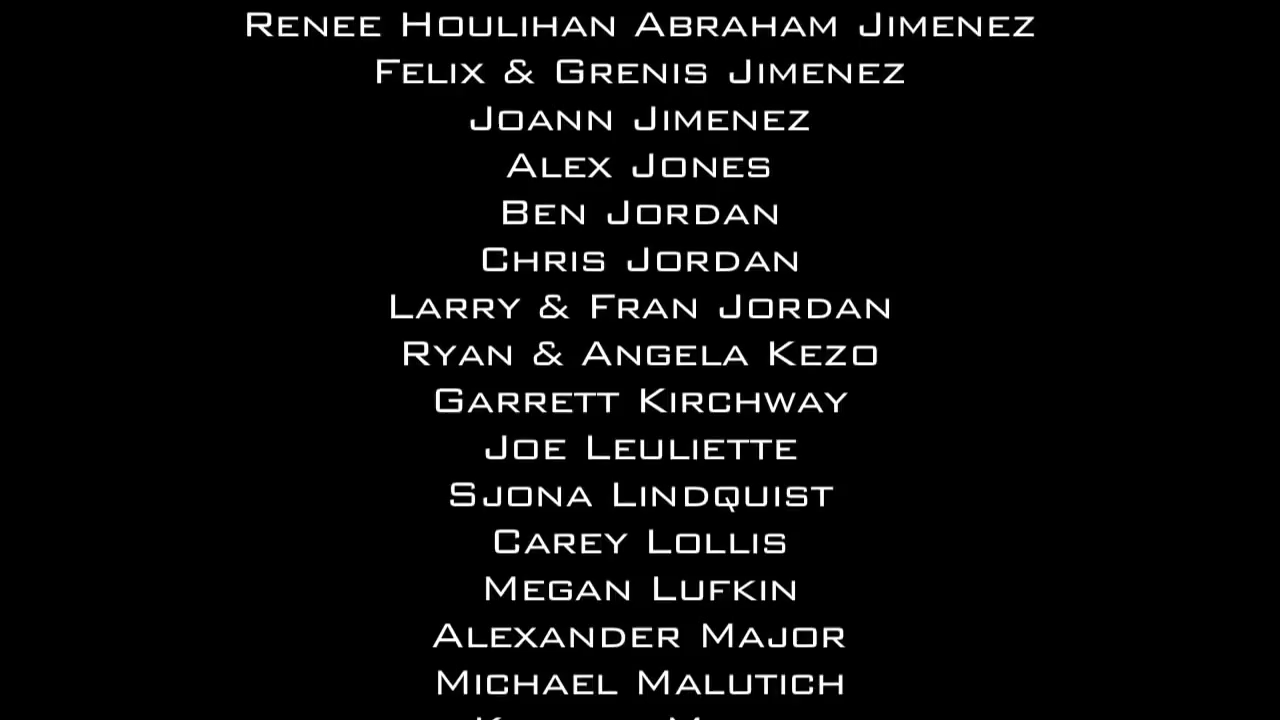 Renee Houlihan Abraham Jimenez
Felix & Grenis Jimenez
Joann Jimenez
Alex Jones
Ben Jordan
Chris Jordan
Larry & Fran Jordan
Ryan & Angela Kezo
Garrett Kirchway
Joe Leuliette
Sjona Lindquist
Carey Lollis
Megan Lufkin
Alexander Major
Michael Malutich